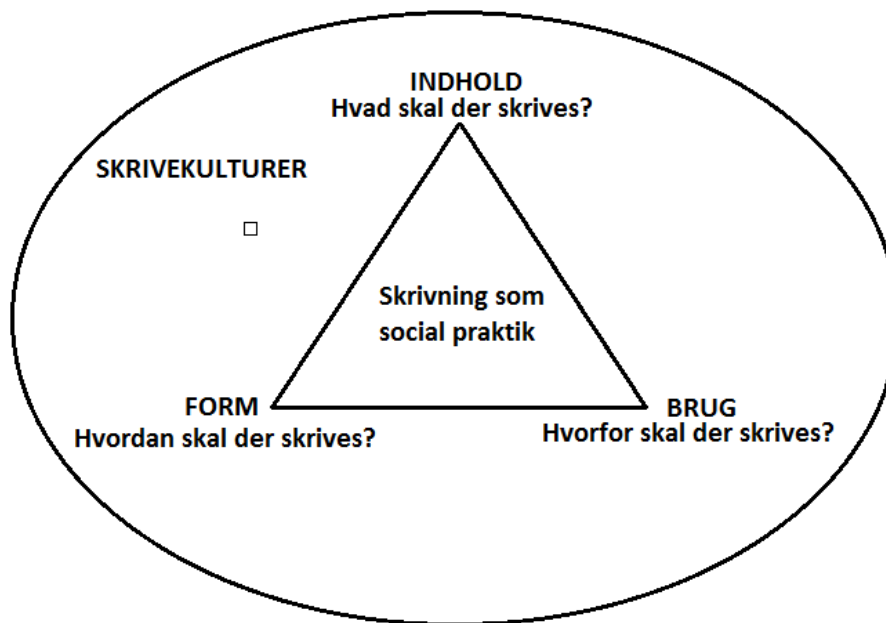 INDHOLD
Hvad skal der skrives?
SKRIVEKULTURER
Skrivning som
social praktik
FORM
Hvordan skal der skrives?
BRUG
Hvorfor skal der skrives?